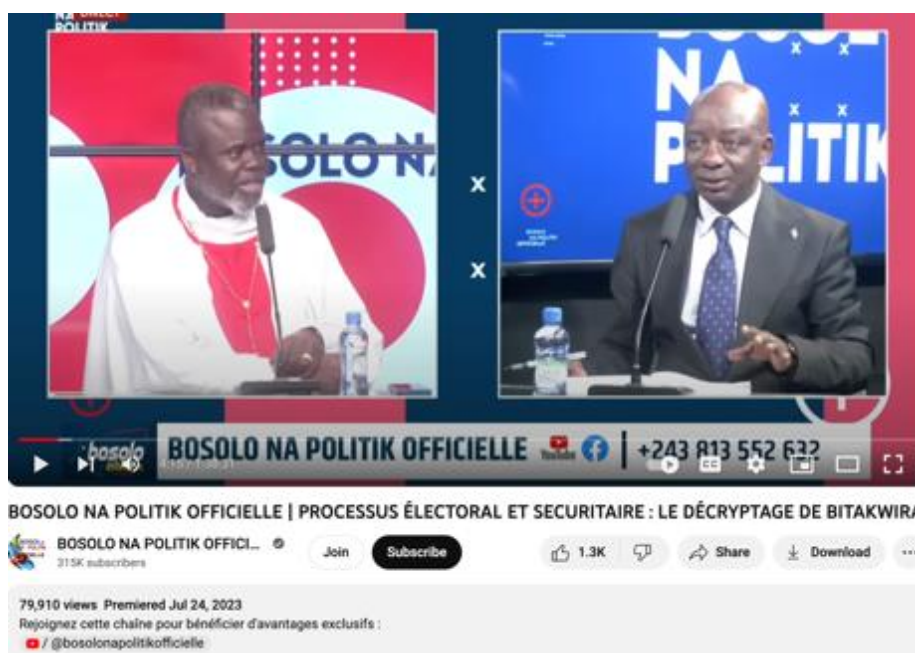 NA DIRECT
POLITIK
BOSOLO NA
NA
POLITIK
bosolo
BOSOLO NA POLITIK OFFICIELLE | +243 813 552 632
BOSOLO NA POLITIK OFFICIELLE | PROCESSUS ÉLECTORAL ET SECURITAIRE : LE DÉCRYPTAGE DE BITAKWIRA
BOSOLO NA POLITIK OFFICI...
Join
Subscribe
1.3K
Share
Download
315K subscribers
79,910 views Premiered Jul 24, 2023
Rejoignez cette chaîne pour bénéficier d'avantages exclusifs :
/ @bosolonapolitikofficielle